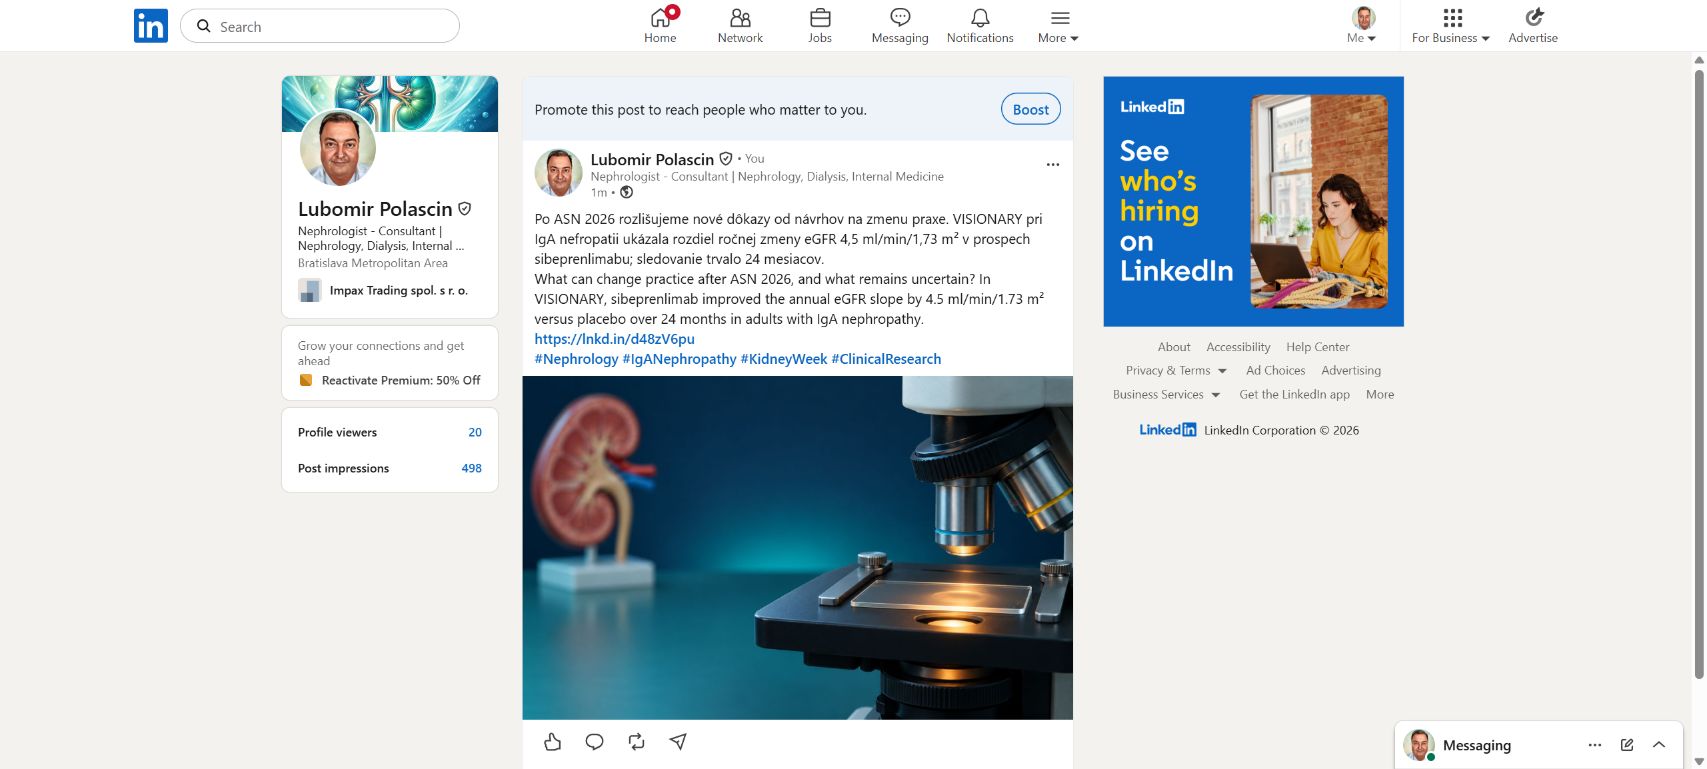 in
Search
Home
Network
Jobs
Messaging
Notifications
More
Me
For Business
Advertise
Lubomir Polascin
Nephrologist - Consultant |
Nephrology, Dialysis, Internal ...
Bratislava Metropolitan Area
Impax Trading spol. s r. o.
Grow your connections and get
ahead
Reactivate Premium: 50% Off
Profile viewers 20
Post impressions 498
Promote this post to reach people who matter to you.
Boost
Lubomir Polascin • You
Nephrologist - Consultant | Nephrology, Dialysis, Internal Medicine
1m •
Po ASN 2026 rozlišujeme nové dôkazy od návrhov na zmenu praxe. VISIONARY pri
IgA nefropatii ukázala rozdiel ročnej zmeny eGFR 4,5 ml/min/1,73 m² v prospech
sibeprenlimabu; sledovanie trvalo 24 mesiacov.
What can change practice after ASN 2026, and what remains uncertain? In
VISIONARY, sibeprenlimab improved the annual eGFR slope by 4.5 ml/min/1.73 m²
versus placebo over 24 months in adults with IgA nephropathy.
https://lnkd.in/d48zV6pu
#Nephrology #IgANephropathy #KidneyWeek #ClinicalResearch
LinkedIn
See
who's
hiring
on
LinkedIn
About Accessibility Help Center
Privacy & Terms Ad Choices Advertising
Business Services Get the LinkedIn app More
LinkedIn LinkedIn Corporation © 2026
Messaging